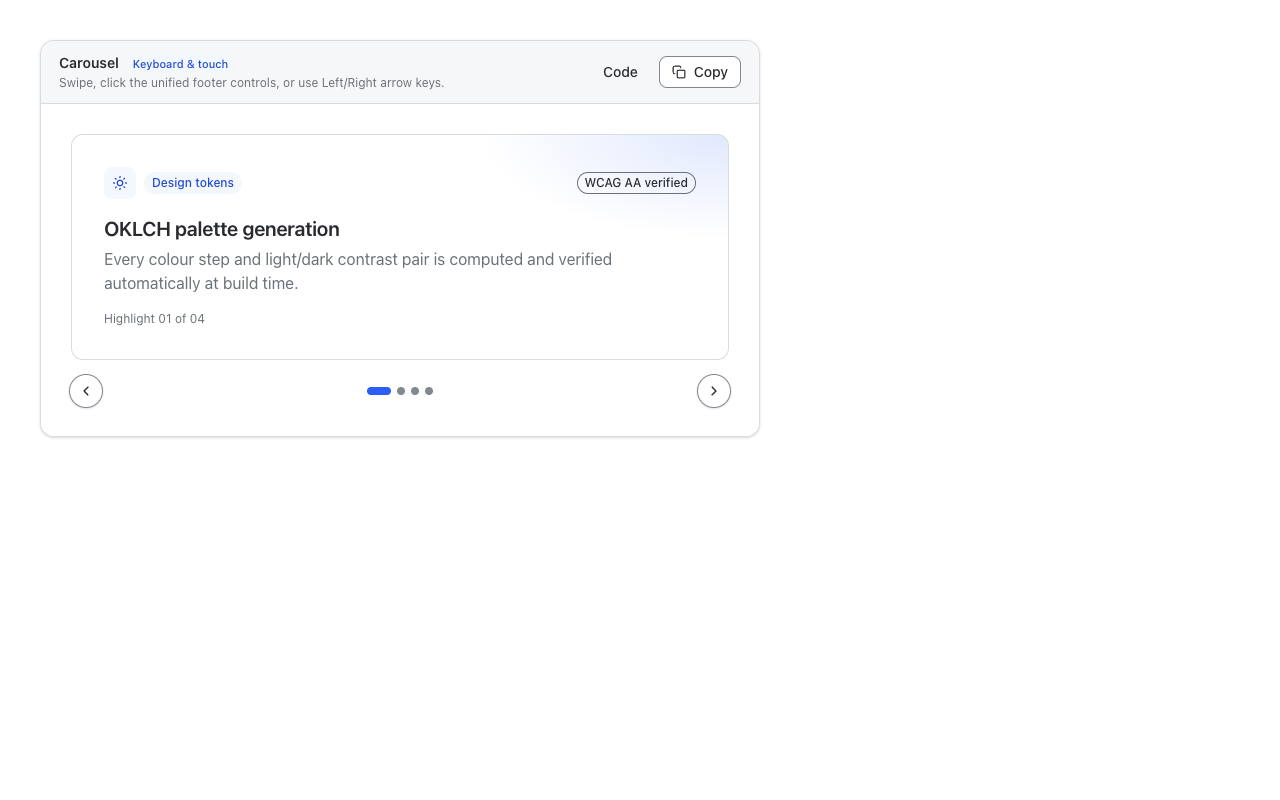 Carousel Keyboard & touch
Swipe, click the unified footer controls, or use Left/Right arrow keys.
Code
Copy
Design tokens
WCAG AA verified
OKLCH palette generation
Every colour step and light/dark contrast pair is computed and verified
automatically at build time.
Highlight 01 of 04